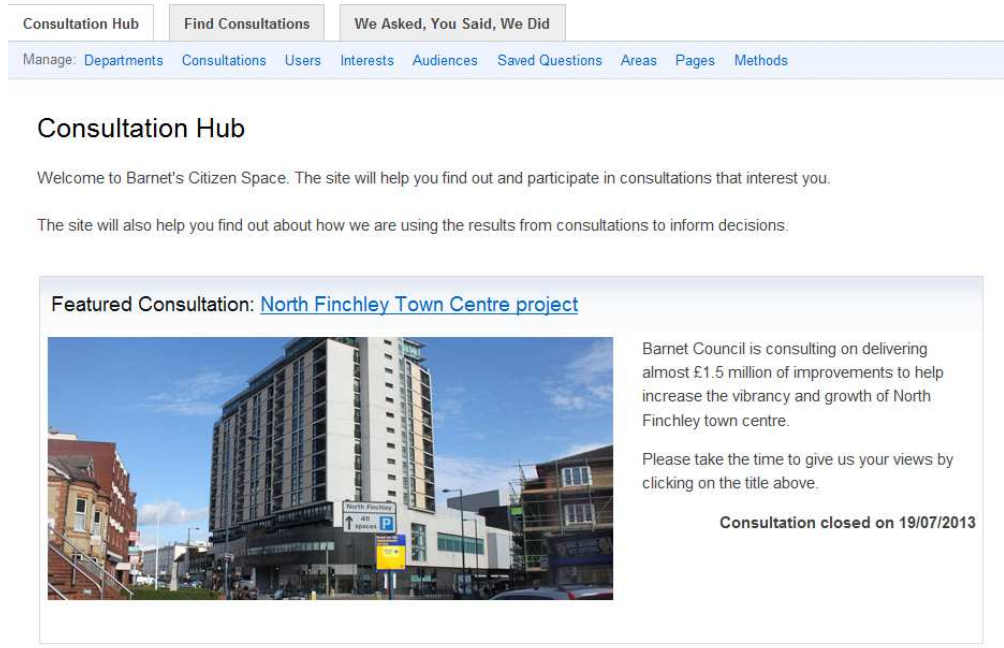 Consultation Hub Find Consultations We Asked, You Said, We Did
Manage: Departments Consultations Users Interests Audiences Saved Questions Areas Pages Methods
Consultation Hub
Welcome to Barnet's Citizen Space. The site will help you find out and participate in consultations that interest you.
The site will also help you find out about how we are using the results from consultations to inform decisions.
Featured Consultation: North Finchley Town Centre project
North Finchley
411
spaces P
Barnet Council is consulting on delivering
almost £1.5 million of improvements to help
increase the vibrancy and growth of North
Finchley town centre.
Please take the time to give us your views by
clicking on the title above.
Consultation closed on 19/07/2013